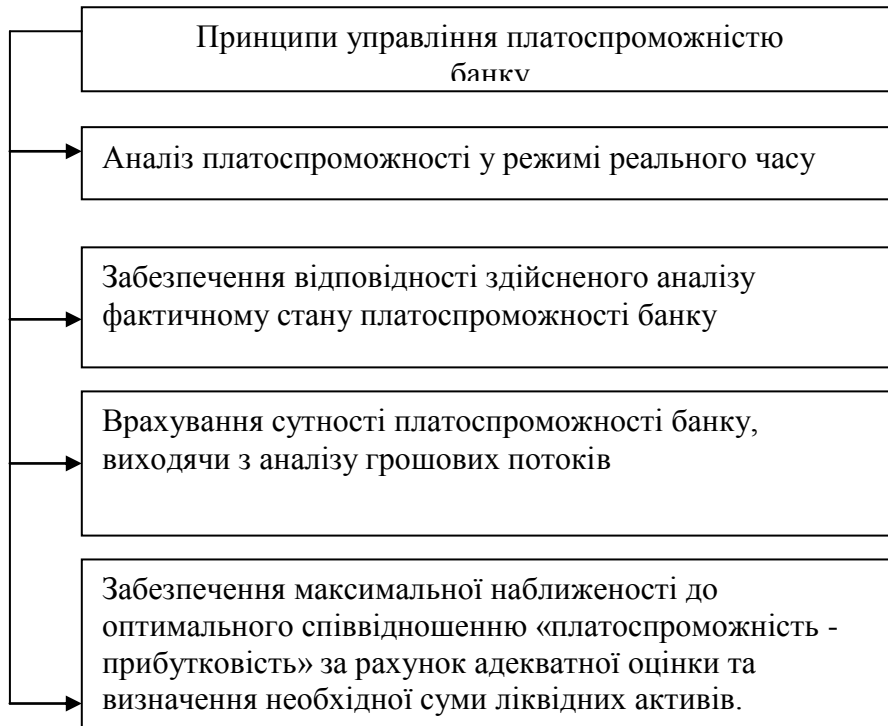 Принципи управління платоспроможністю
банку
Аналіз платоспроможності у режимі реального часу
Забезпечення відповідності здійсненого аналізу
фактичному стану платоспроможності банку
Врахування сутності платоспроможності банку,
виходячи з аналізу грошових потоків
Забезпечення максимальної наближеності до
оптимального співвідношенню «платоспроможність -
прибутковість» за рахунок адекватної оцінки та
визначення необхідної суми ліквідних активів.